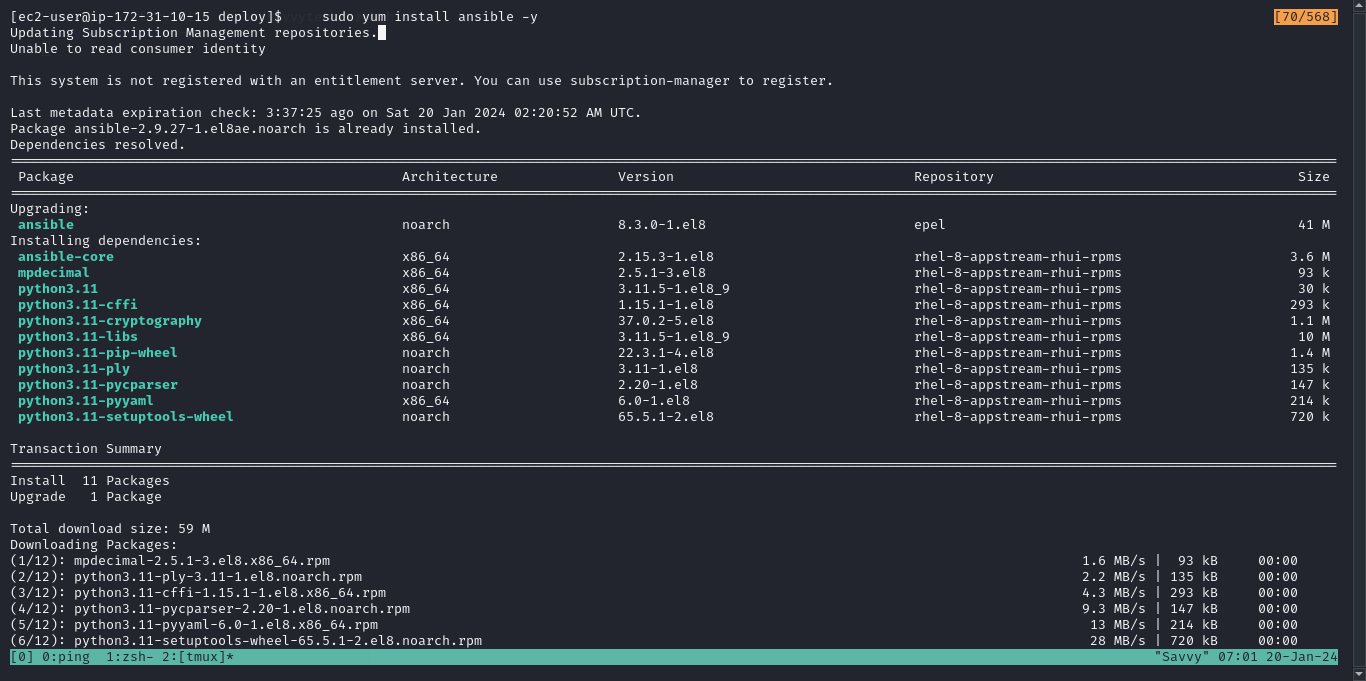 [ec2-user@ip-172-31-10-15 deploy]$ sudo yum install ansible -y [70/568]
Updating Subscription Management repositories.
Unable to read consumer identity
This system is not registered with an entitlement server. You can use subscription-manager to register.
Last metadata expiration check: 3:37:25 ago on Sat 20 Jan 2024 02:20:52 AM UTC.
Package ansible-2.9.27-1.el8ae.noarch is already installed.
Dependencies resolved.
Package Architecture Version Repository Size
Upgrading:
ansible noarch 8.3.0-1.el8 epel 41 M
Installing dependencies:
ansible-core x86_64 2.15.3-1.el8 rhel-8-appstream-rhui-rpms 3.6 M
mpdecimal x86_64 2.5.1-3.el8 rhel-8-appstream-rhui-rpms 93 k
python3.11 x86_64 3.11.5-1.el8_9 rhel-8-appstream-rhui-rpms 30 k
python3.11-cffi x86_64 1.15.1-1.el8 rhel-8-appstream-rhui-rpms 293 k
python3.11-cryptography x86_64 37.0.2-5.el8 rhel-8-appstream-rhui-rpms 1.1 M
python3.11-libs x86_64 3.11.5-1.el8_9 rhel-8-appstream-rhui-rpms 10 M
python3.11-pip-wheel noarch 22.3.1-4.el8 rhel-8-appstream-rhui-rpms 1.4 M
python3.11-ply noarch 3.11-1.el8 rhel-8-appstream-rhui-rpms 135 k
python3.11-pycparser noarch 2.20-1.el8 rhel-8-appstream-rhui-rpms 147 k
python3.11-pyyaml x86_64 6.0-1.el8 rhel-8-appstream-rhui-rpms 214 k
python3.11-setuptools-wheel noarch 65.5.1-2.el8 rhel-8-appstream-rhui-rpms 720 k
Transaction Summary
Install 11 Packages
Upgrade 1 Package
Total download size: 59 M
Downloading Packages:
(1/12): mpdecimal-2.5.1-3.el8.x86_64.rpm 1.6 MB/s | 93 kB 00:00
(2/12): python3.11-ply-3.11-1.el8.noarch.rpm 2.2 MB/s | 135 kB 00:00
(3/12): python3.11-cffi-1.15.1-1.el8.x86_64.rpm 4.3 MB/s | 293 kB 00:00
(4/12): python3.11-pycparser-2.20-1.el8.noarch.rpm 9.3 MB/s | 147 kB 00:00
(5/12): python3.11-pyyaml-6.0-1.el8.x86_64.rpm 13 MB/s | 214 kB 00:00
(6/12): python3.11-setuptools-wheel-65.5.1-2.el8.noarch.rpm 28 MB/s | 720 kB 00:00
[0] 0:ping 1:zsh- 2:[tmux]* "Savvy" 07:01 20-Jan-24